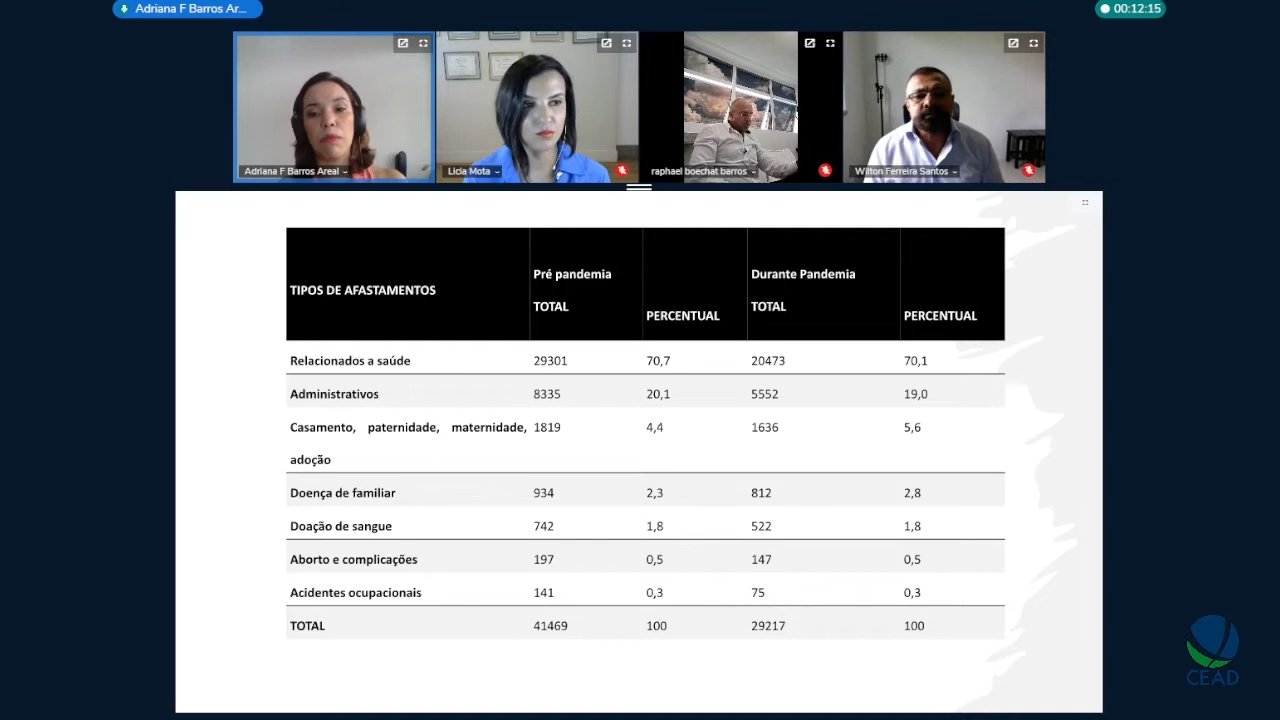 Adriana F Barros Ar...
00:12:15
Adriana F Barros Areal
Licia Mota
raphael boechat barros
Wilton Ferreira Santos
TIPOS DE AFASTAMENTOS
Pré pandemia
TOTAL
PERCENTUAL
Durante Pandemia
TOTAL
PERCENTUAL
Relacionados a saúde 29301 70,7 20473 70,1
Administrativos 8335 20,1 5552 19,0
Casamento, paternidade, maternidade, 1819 4,4 1636 5,6
adoção
Doença de familiar 934 2,3 812 2,8
Doação de sangue 742 1,8 522 1,8
Aborto e complicações 197 0,5 147 0,5
Acidentes ocupacionais 141 0,3 75 0,3
TOTAL 41469 100 29217 100
CEAD